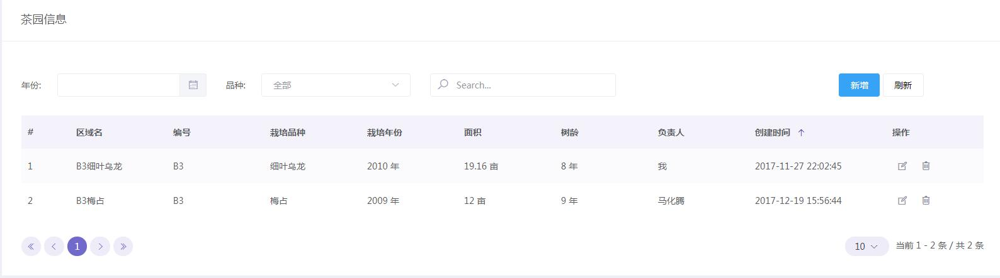 茶园信息
年份: 品种: 全部 Search... 新增 刷新
# 区域名 编号 栽培品种 栽培年份 面积 树龄 负责人 创建时间 操作
1 B3细叶乌龙 B3 细叶乌龙 2010 年 19.16 亩 8 年 我 2017-11-27 22:02:45
2 B3梅占 B3 梅占 2009 年 12 亩 9 年 马化腾 2017-12-19 15:56:44
1 10 当前 1 - 2 条 / 共 2 条